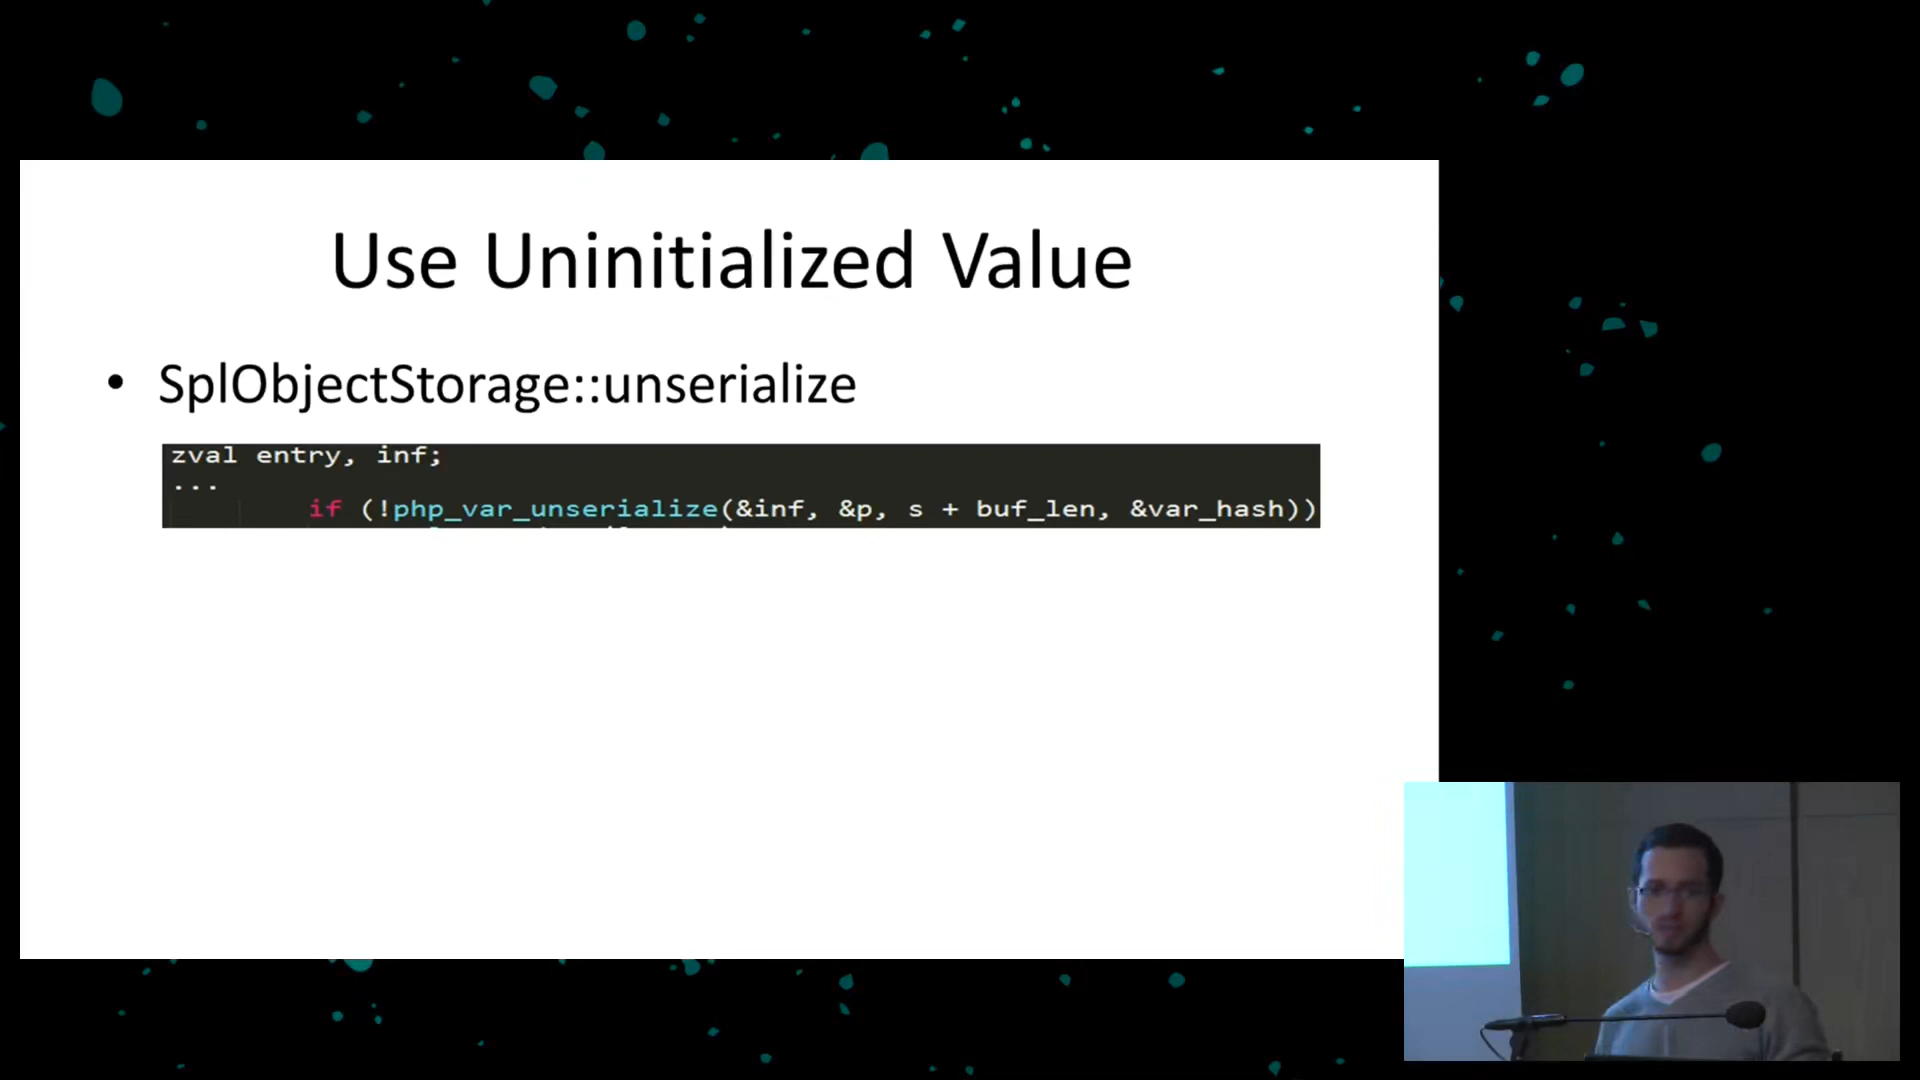 Use Uninitialized Value
• SplObjectStorage::unserialize
zval entry, inf;
...
if (!php_var_unserialize(&inf, &p, s + buf_len, &var_hash))